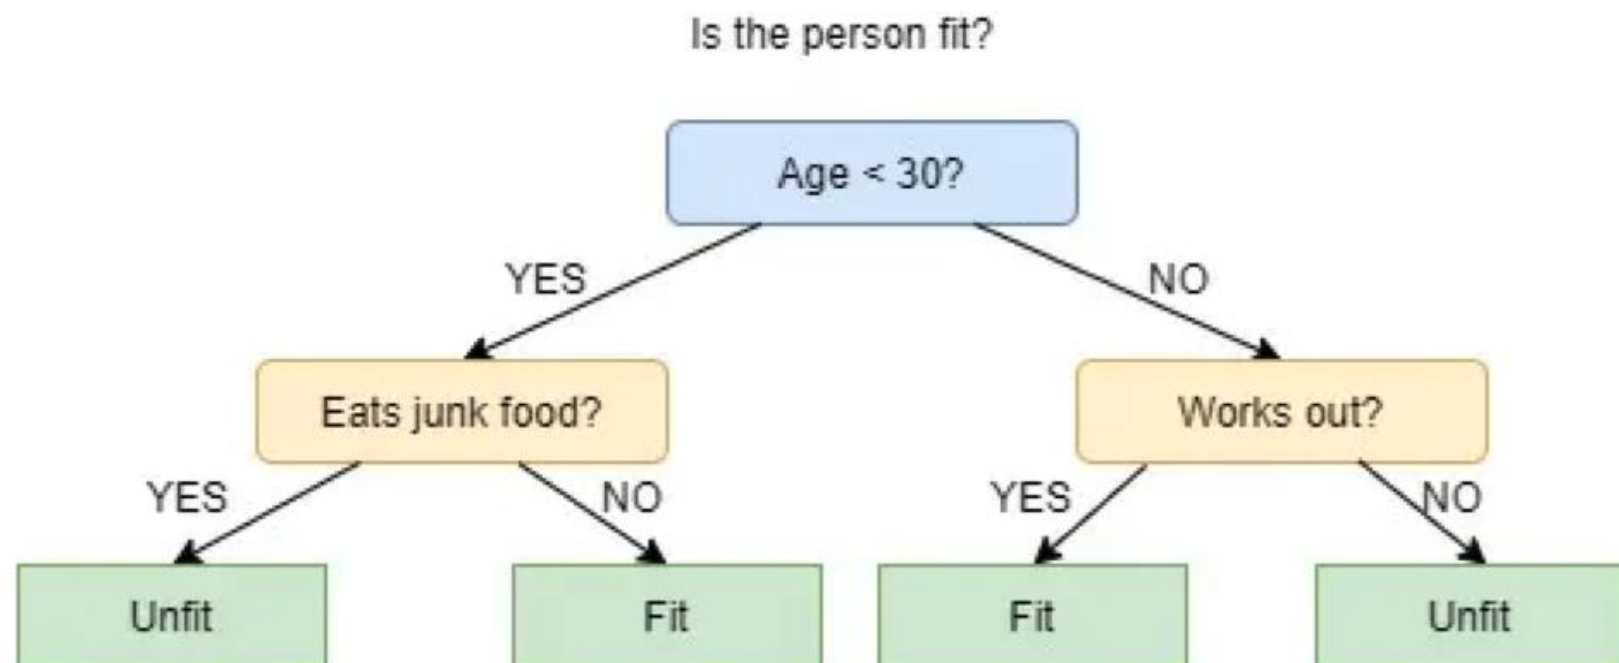 Is the person fit?
Age < 30?
YES
NO
Eats junk food?
Works out?
YES
NO
YES
NO
Unfit
Fit
Fit
Unfit